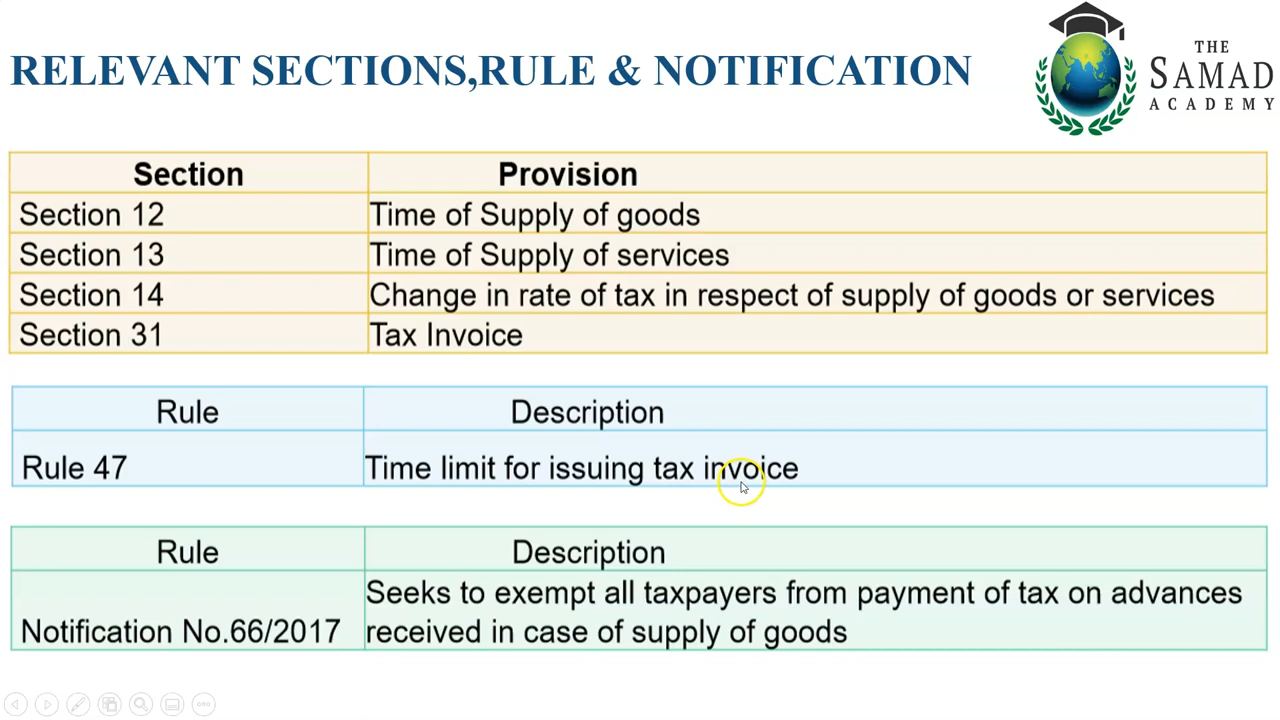 RELEVANT SECTIONS,RULE & NOTIFICATION
THE
SAMAD
ACADEMY
Section Provision
Section 12 Time of Supply of goods
Section 13 Time of Supply of services
Section 14 Change in rate of tax in respect of supply of goods or services
Section 31 Tax Invoice
Rule Description
Rule 47 Time limit for issuing tax invoice
Rule Description
Seeks to exempt all taxpayers from payment of tax on advances
Notification No.66/2017 received in case of supply of goods